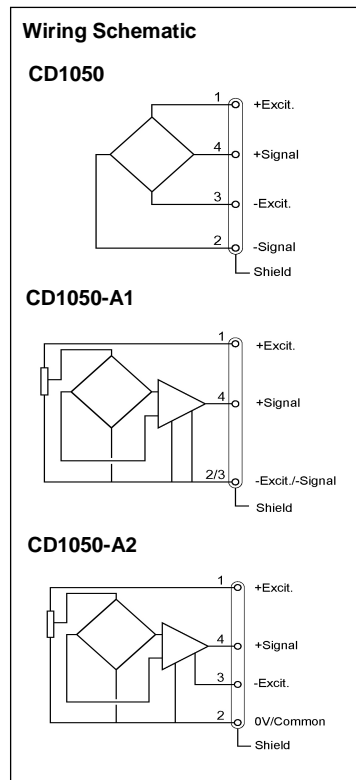 Wiring Schematic
CD1050
1 +Excit.
4 +Signal
3 -Excit.
2 -Signal
Shield
CD1050-A1
1 +Excit.
4 +Signal
2/3 -Excit./-Signal
Shield
CD1050-A2
1 +Excit.
4 +Signal
3 -Excit.
2 0V/Common
Shield